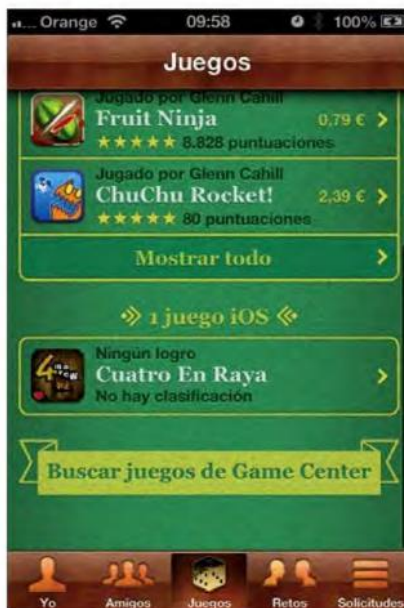 ... Orange 09:58 100%
Juegos
Jugado por Glenn Cahill
Fruit Ninja 0,79 € >
★★★★★ 8.828 puntuaciones
Jugado por Glenn Cahill
ChuChu Rocket! 2,39 € >
★★★★★ 80 puntuaciones
Mostrar todo >
1 juego iOS
4
Ningún logro
Cuatro En Raya >
No hay clasificación
Buscar juegos de Game Center
Yo Amigos Juegos Retos Solicitudes